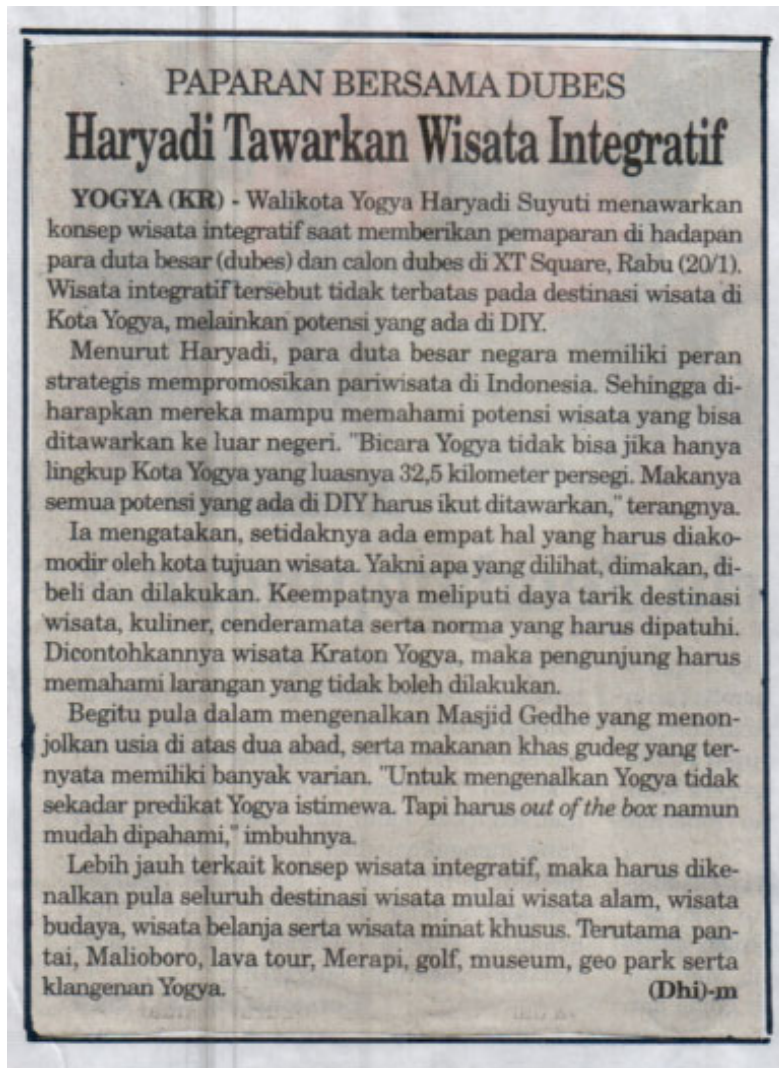 PAPARAN BERSAMA DUBES
Haryadi Tawarkan Wisata Integratif
YOGYA (KR) - Walikota Yogya Haryadi Suyuti menawarkan
konsep wisata integratif saat memberikan pemaparan di hadapan
para duta besar (dubes) dan calon dubes di XT Square, Rabu (20/1).
Wisata integratif tersebut tidak terbatas pada destinasi wisata di
Kota Yogya, melainkan potensi yang ada di DIY.
Menurut Haryadi, para duta besar negara memiliki peran
strategis mempromosikan pariwisata di Indonesia. Sehingga di-
harapkan mereka mampu memahami potensi wisata yang bisa
ditawarkan ke luar negeri. "Bicara Yogya tidak bisa jika hanya
lingkup Kota Yogya yang luasnya 32,5 kilometer persegi. Makanya
semua potensi yang ada di DIY harus ikut ditawarkan," terangnya.
Ia mengatakan, setidaknya ada empat hal yang harus diako-
modir oleh kota tujuan wisata. Yakni apa yang dilihat, dimakan, di-
beli dan dilakukan. Keempatnya meliputi daya tarik destinasi
wisata, kuliner, cenderamata serta norma yang harus dipatuhi.
Dicontohkannya wisata Kraton Yogya, maka pengunjung harus
memahami larangan yang tidak boleh dilakukan.
Begitu pula dalam mengenalkan Masjid Gedhe yang menon-
jolkan usia di atas dua abad, serta makanan khas gudeg yang ter-
nyata memiliki banyak varian. "Untuk mengenalkan Yogya tidak
sekadar predikat Yogya istimewa. Tapi harus out of the box namun
mudah dipahami," imbuhnya.
Lebih jauh terkait konsep wisata integratif, maka harus dike-
nalkan pula seluruh destinasi wisata mulai wisata alam, wisata
budaya, wisata belanja serta wisata minat khusus. Terutama pan-
tai, Malioboro, lava tour, Merapi, golf, museum, geo park serta
klangenan Yogya. (Dhi)-m